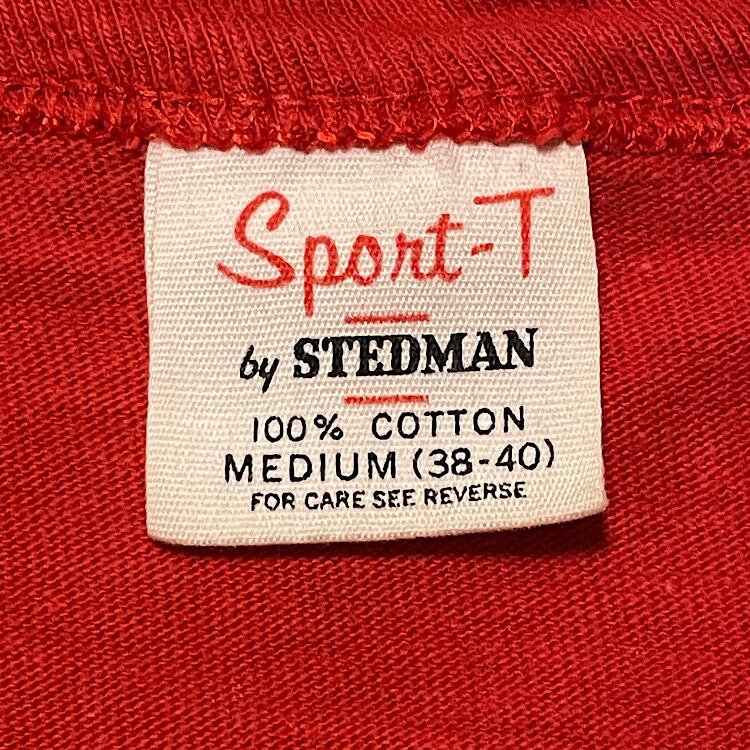 Sport-T
by STEDMAN
100% COTTON
MEDIUM (38-40)
FOR CARE SEE REVERSE